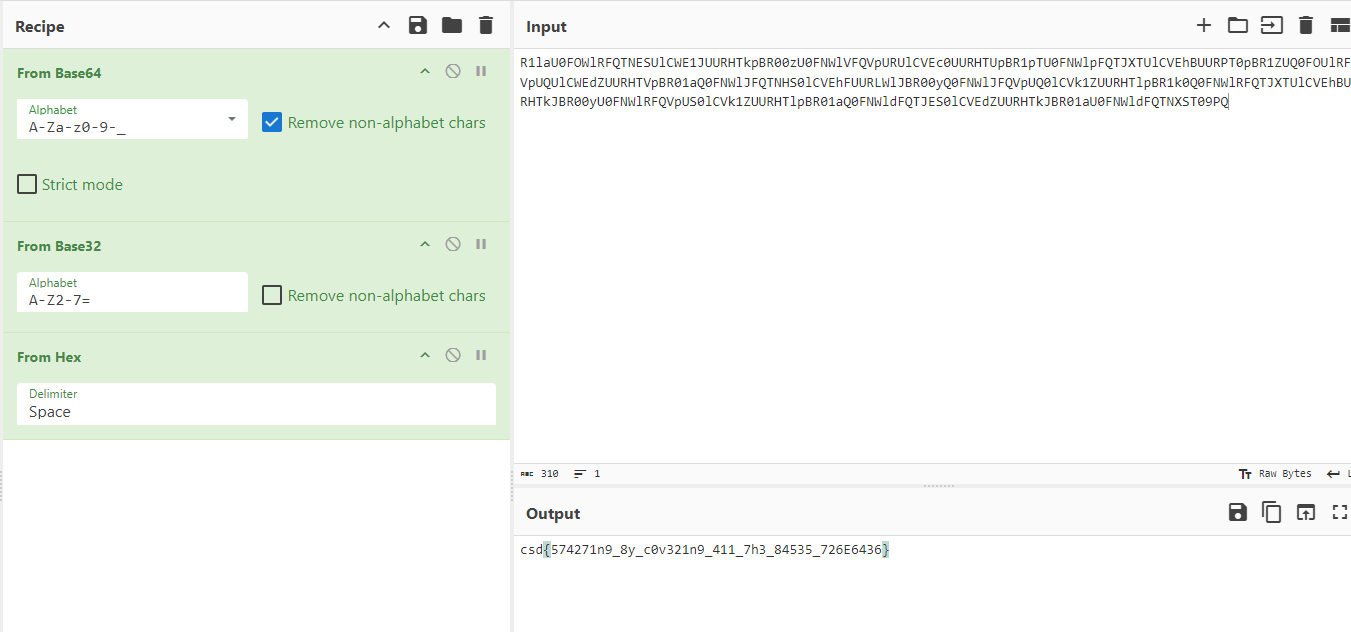 Recipe
From Base64
Alphabet
A-Za-z0-9-_
Remove non-alphabet chars
Strict mode
From Base32
Alphabet
A-Z2-7=
Remove non-alphabet chars
From Hex
Delimiter
Space
Input
R1laU0FOWlRFQTNESUlCWE1JUURHTkpBR00zU0FNWlVFQVpURUlCVEc0UURHTUpBR1pTU0FNWlpFQTJXTUlCVEhBUURPT0pBR1ZUQ0FOUlRF
VpUQUlCWEdZUURHTVpBR01aQ0FNWlJFQTNHS0lCVEhFUURLWlJBR00yQ0FNWlJFQVpUQ0lCVk1ZUURHTlpBR1k0Q0FNWlRFQTJXTUlCVEhBU
RHTkJBR00yU0FNWlRFQVpUS0lCVk1ZUURHTlpBR01aQ0FNWldFQTJES0lCVEdZUURHTkJBR01aU0FNWldFQTNXST09PQ
310
1
Raw Bytes
Output
csd{574271n9_8y_c0v321n9_411_7h3_84535_726E6436}